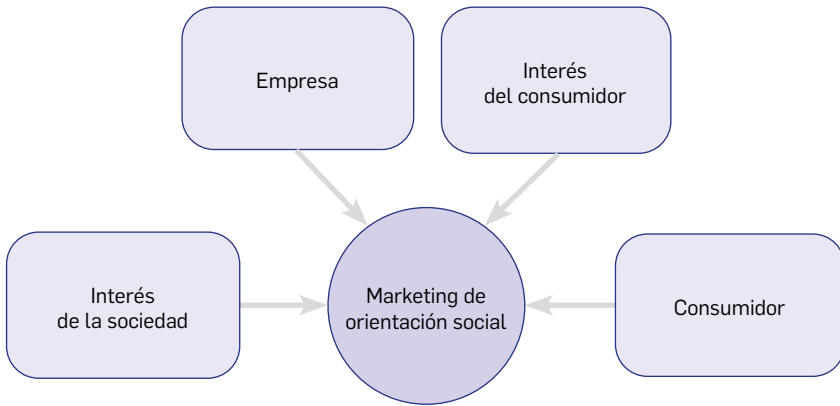 Empresa
Interés
del consumidor
Interés
de la sociedad
Marketing de
orientación social
Consumidor